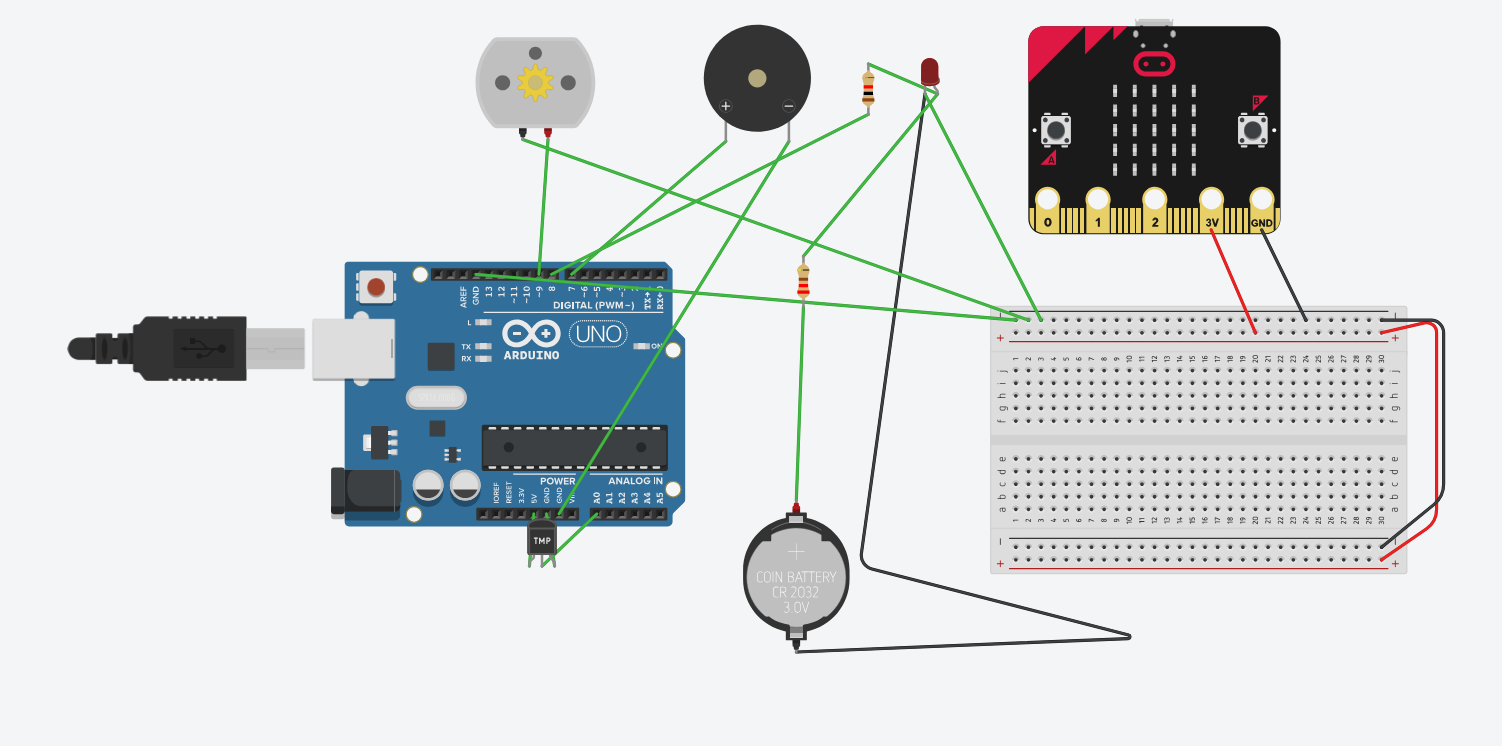 + −
A
B
0 1 2 3V GND
AREF GND 13 12 ~11 ~10 ~9 8 7 ~6 ~5 4 TX→ RX←
DIGITAL (PWM~)
L
TX
RX
ARDUINO
UNO
ON
POWER
ANALOG IN
IOREF RESET 3.3V 5V GND GND A0 A1 A2 A3 A4 A5
TMP
+
COIN BATTERY
CR 2032
3.0V
− −
+ +
1 2 3 4 5 6 7 8 9 10 11 12 13 14 15 16 17 18 19 20 21 22 23 24 25 26 27 28 29 30
j j
i i
h h
g g
f f
e e
d d
c c
b b
a a
1 2 3 4 5 6 7 8 9 10 11 12 13 14 15 16 17 18 19 20 21 22 23 24 25 26 27 28 29 30
− −
+ +